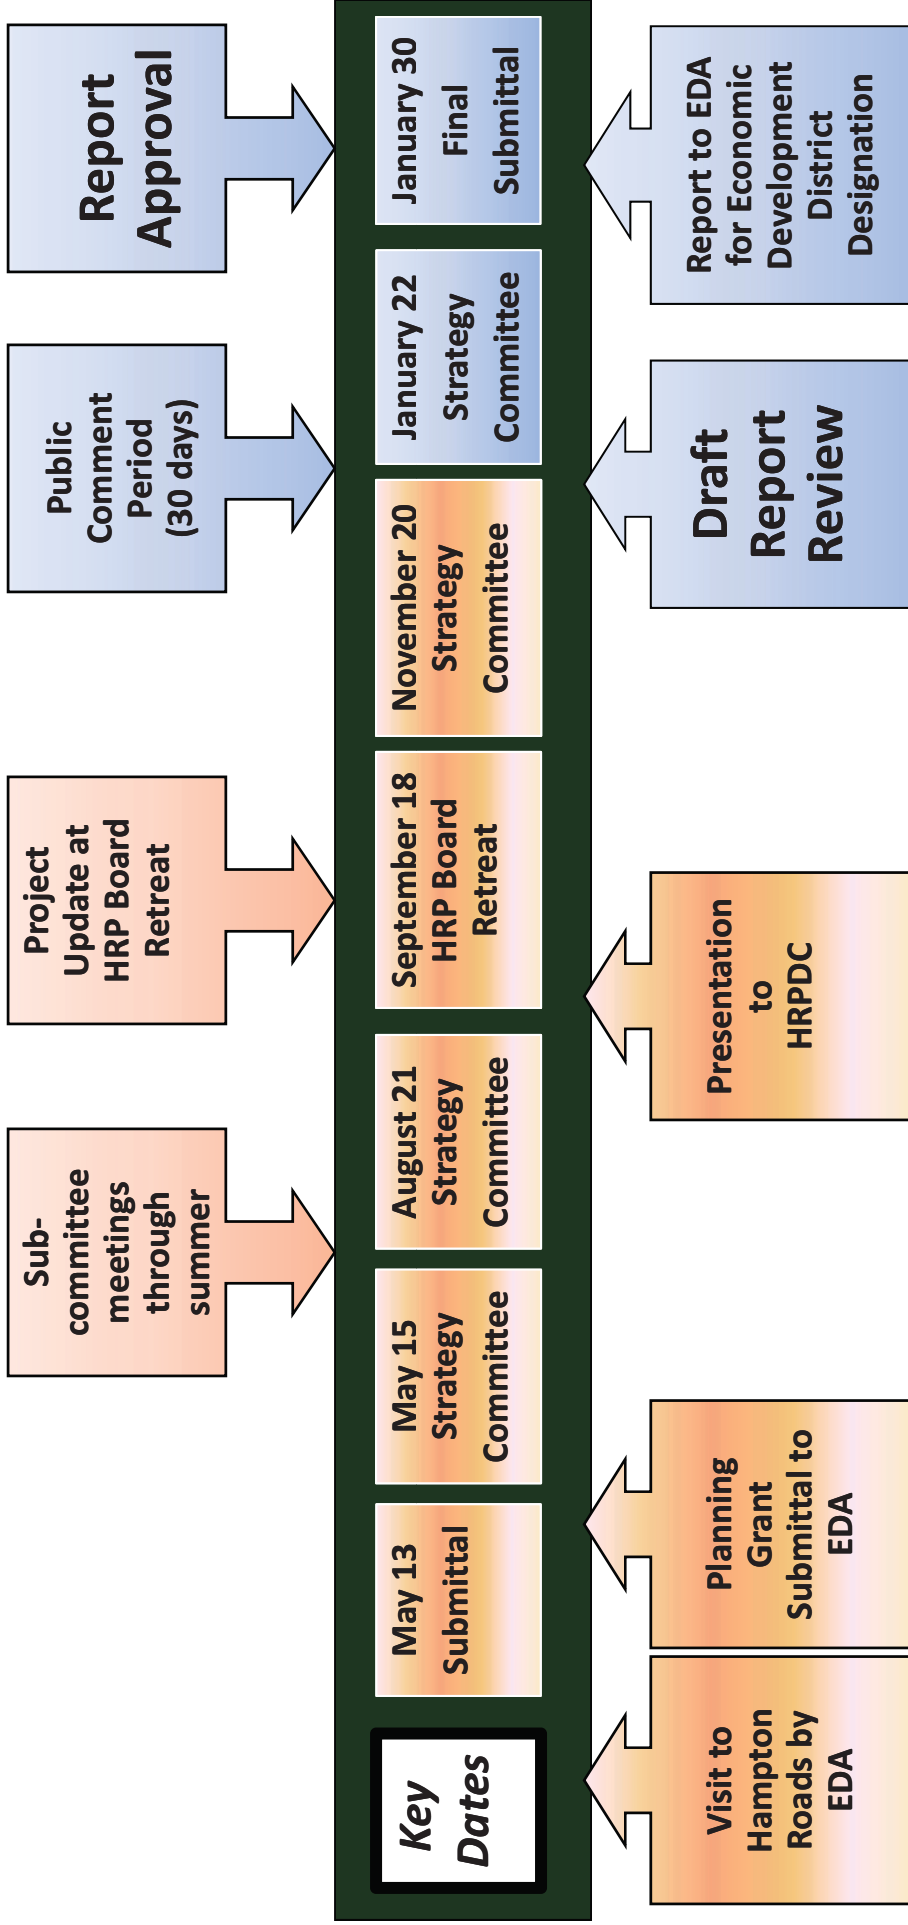 Sub-
committee
meetings
through
summer
Project
Update at
HRP Board
Retreat
Public
Comment
Period
(30 days)
Report
Approval
Key
Dates
May 13
Submittal
May 15
Strategy
Committee
August 21
Strategy
Committee
September 18
HRP Board
Retreat
November 20
Strategy
Committee
January 22
Strategy
Committee
January 30
Final
Submittal
Visit to
Hampton
Roads by
EDA
Planning
Grant
Submittal to
EDA
Presentation
to
HRPDC
Draft
Report
Review
Report to EDA
for Economic
Development
District
Designation